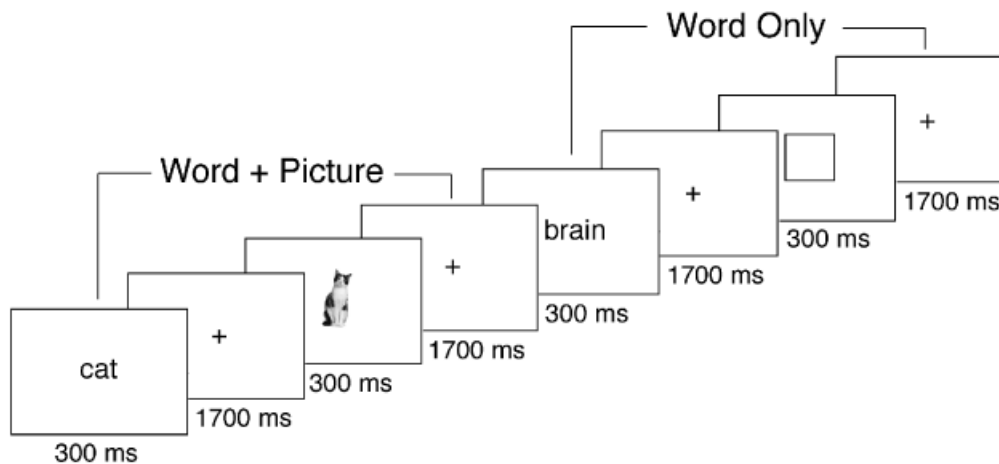 Word Only
Word + Picture
cat
300 ms
+
1700 ms
300 ms
+
1700 ms
brain
300 ms
+
1700 ms
300 ms
+
1700 ms